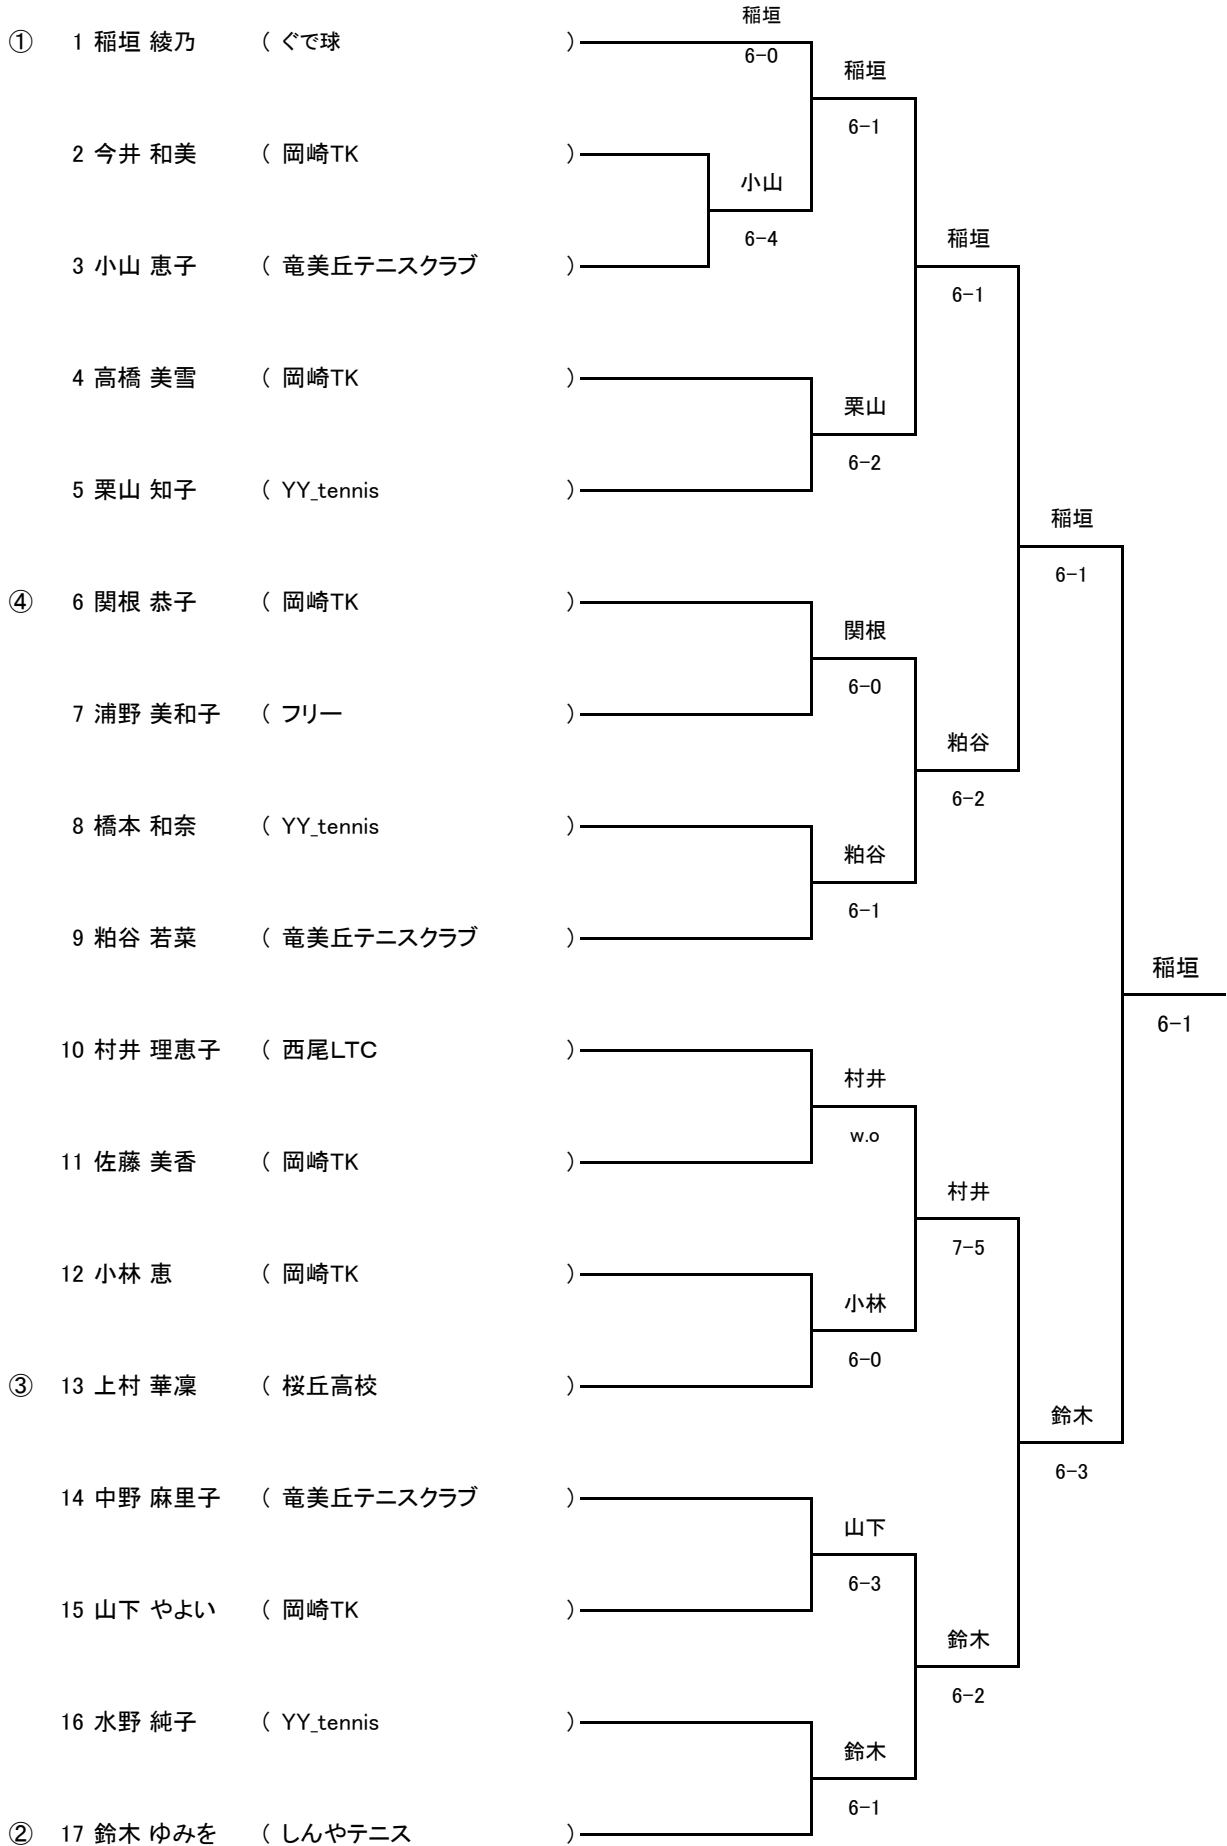 稲垣
① 1 稲垣 綾乃 ( ぐで球 )
6-0
稲垣
6-1
2 今井 和美 ( 岡崎TK )
小山
6-4
稲垣
3 小山 恵子 ( 竜美丘テニスクラブ )
6-1
4 高橋 美雪 ( 岡崎TK )
栗山
6-2
5 栗山 知子 ( YY_tennis )
稲垣
6-1
④ 6 関根 恭子 ( 岡崎TK )
関根
6-0
7 浦野 美和子 ( フリー )
粕谷
6-2
8 橋本 和奈 ( YY_tennis )
粕谷
6-1
9 粕谷 若菜 ( 竜美丘テニスクラブ )
稲垣
6-1
10 村井 理恵子 ( 西尾LTC )
村井
w.o
11 佐藤 美香 ( 岡崎TK )
村井
7-5
12 小林 恵 ( 岡崎TK )
小林
6-0
③ 13 上村 華凜 ( 桜丘高校 )
鈴木
6-3
14 中野 麻里子 ( 竜美丘テニスクラブ )
山下
6-3
15 山下 やよい ( 岡崎TK )
鈴木
6-2
16 水野 純子 ( YY_tennis )
鈴木
6-1
② 17 鈴木 ゆみを ( しんやテニス )